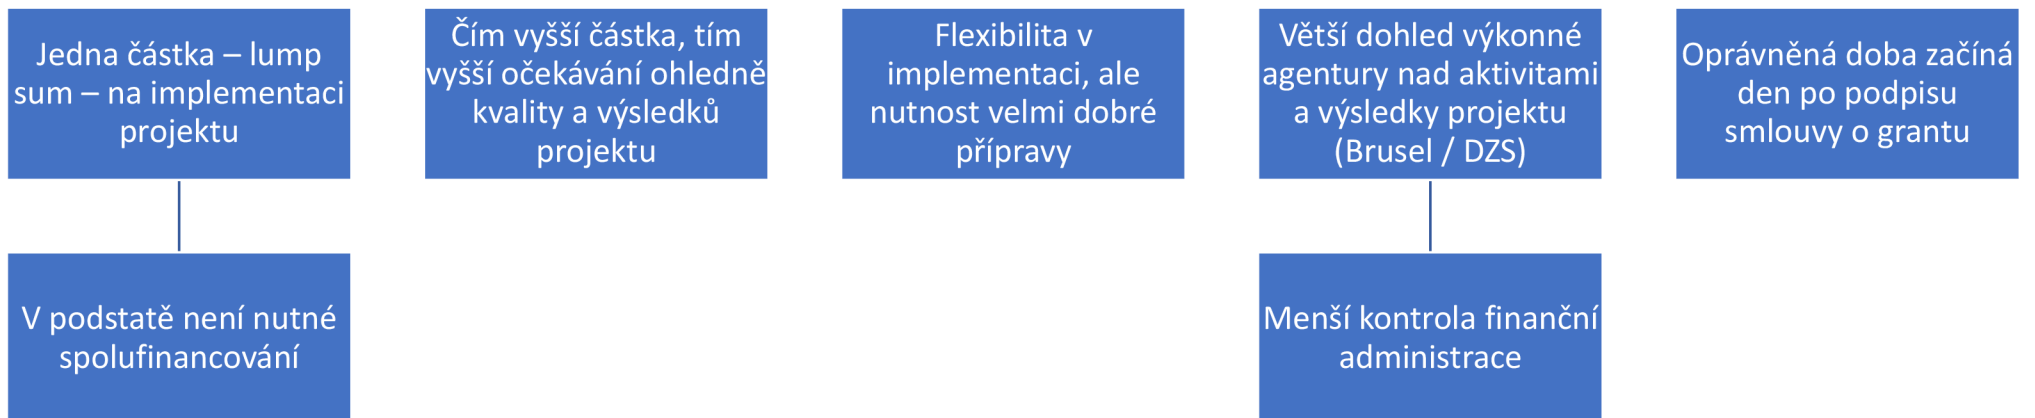 Jedna částka – lump
sum – na implementaci
projektu
V podstatě není nutné
spolufinancování
Čím vyšší částka, tím
vyšší očekávání ohledně
kvality a výsledků
projektu
Flexibilita v
implementaci, ale
nutnost velmi dobré
přípravy
Větší dohled výkonné
agentury nad aktivitami
a výsledky projektu
(Brusel / DZS)
Menší kontrola finanční
administrace
Oprávněná doba začíná
den po podpisu
smlouvy o grantu